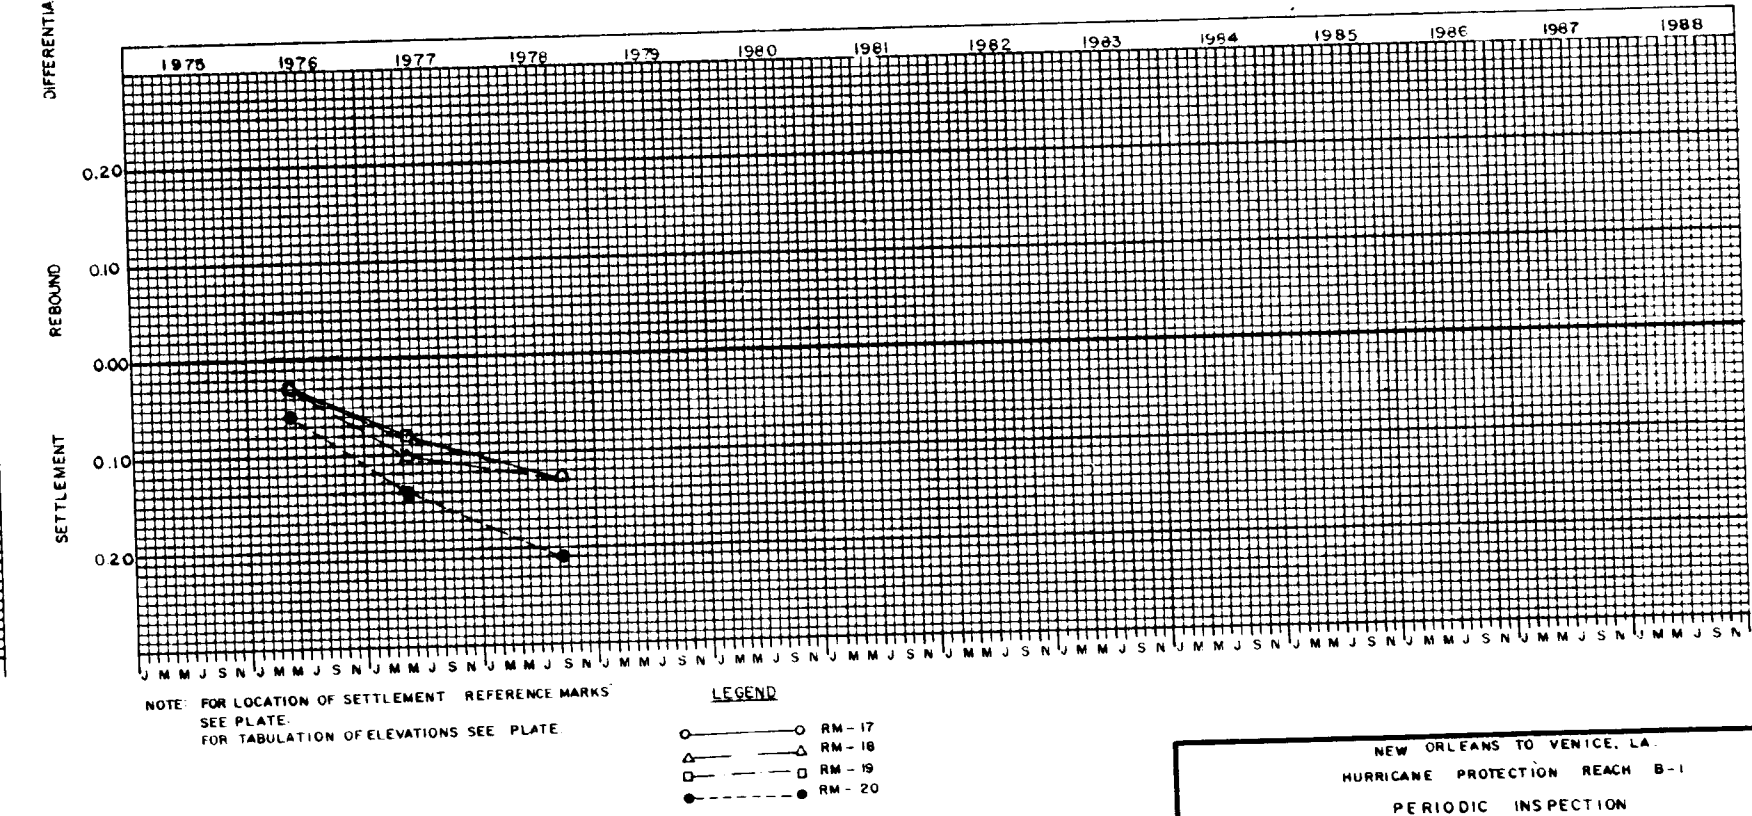 DIFFERENTIA
1975 1976 1977 1978 1979 1980 1981 1982 1983 1984 1985 1986 1987 1988
0.20
0.10
REBOUND
0.00
0.10
SETTLEMENT
0.20
J M M J S N J M M J S N J M M J S N J M M J S N J M M J S N J M M J S N J M M J S N J M M J S N J M M J S N J M M J S N J M M J S N J M M J S N J M M J S N J M M J S N
NOTE: FOR LOCATION OF SETTLEMENT REFERENCE MARKS
SEE PLATE.
FOR TABULATION OF ELEVATIONS SEE PLATE.
LEGEND
RM - 17
RM - 18
RM - 19
RM - 20
NEW ORLEANS TO VENICE, LA.
HURRICANE PROTECTION REACH B-1
PERIODIC INSPECTION